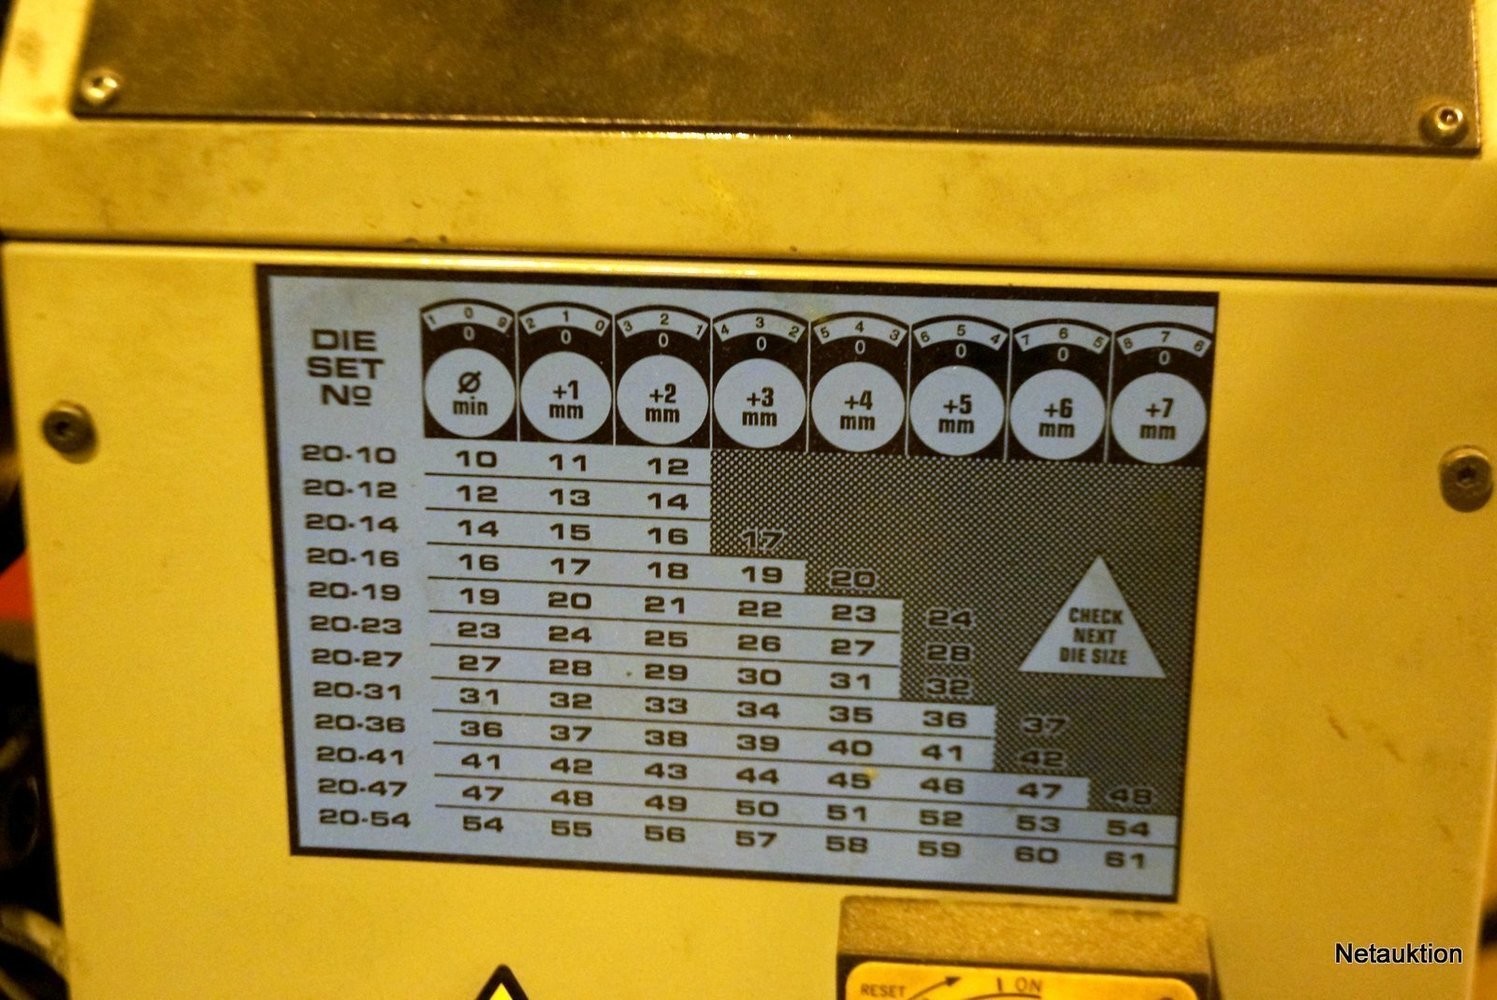 DIE
SET
Nº
1 0 9
0
Ø
min
2 1 0
0
+1
mm
3 2 1
0
+2
mm
4 3 2
0
+3
mm
5 4 3
0
+4
mm
6 5 4
0
+5
mm
7 6 5
0
+6
mm
8 7 6
0
+7
mm
20-10 10 11 12
20-12 12 13 14
20-14 14 15 16 17
20-16 16 17 18 19 20
20-19 19 20 21 22 23 24
20-23 23 24 25 26 27 28
20-27 27 28 29 30 31 32
20-31 31 32 33 34 35 36 37
20-36 36 37 38 39 40 41 42
20-41 41 42 43 44 45 46 47 48
20-47 47 48 49 50 51 52 53 54
20-54 54 55 56 57 58 59 60 61
CHECK
NEXT
DIE SIZE
RESET I ON
Netauktion